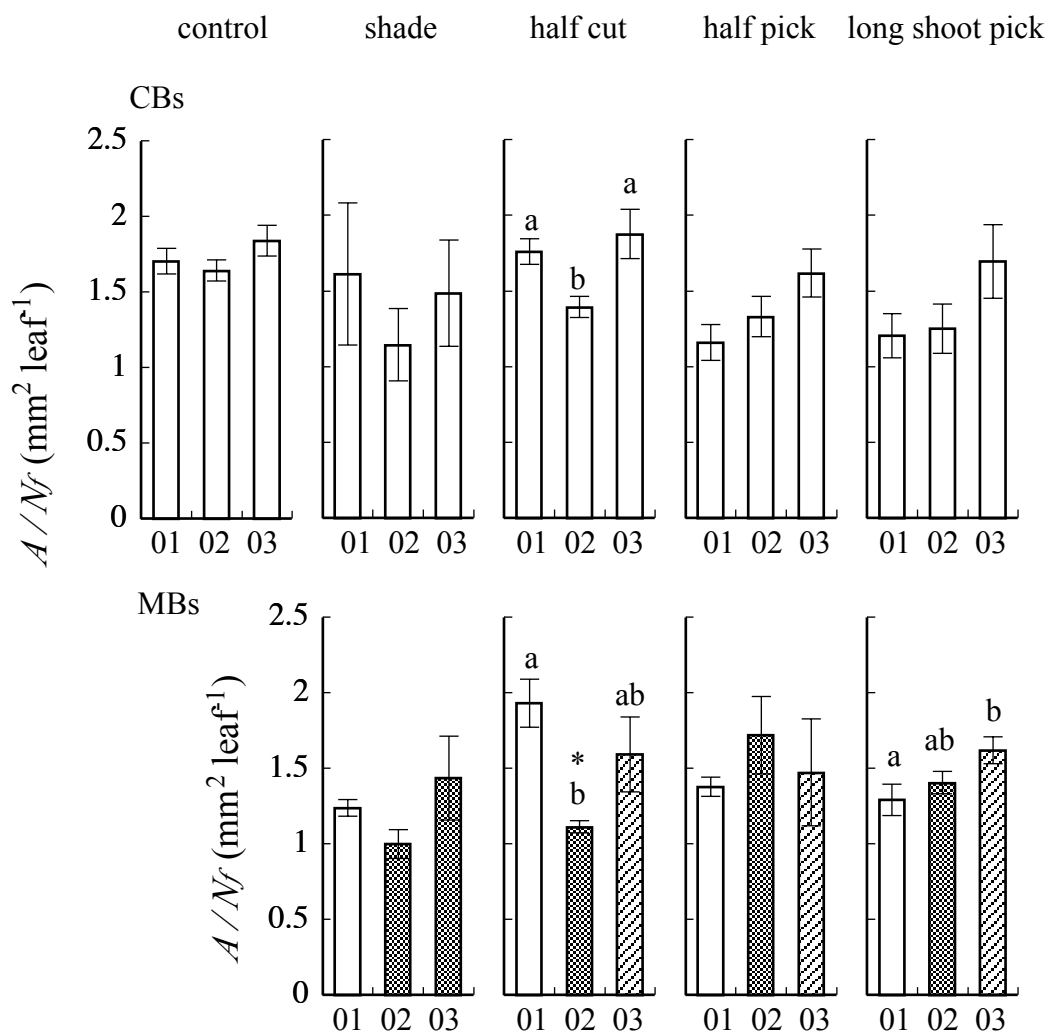 control shade half cut half pick long shoot pick
CBs
2.5
2
1.5
1
0.5
0
A / Nf (mm² leaf⁻¹)
a
b
a
01 02 03 01 02 03 01 02 03 01 02 03 01 02 03
MBs
2.5
2
1.5
1
0.5
0
A / Nf (mm² leaf⁻¹)
a
*
b
ab
a
ab
b
01 02 03 01 02 03 01 02 03 01 02 03